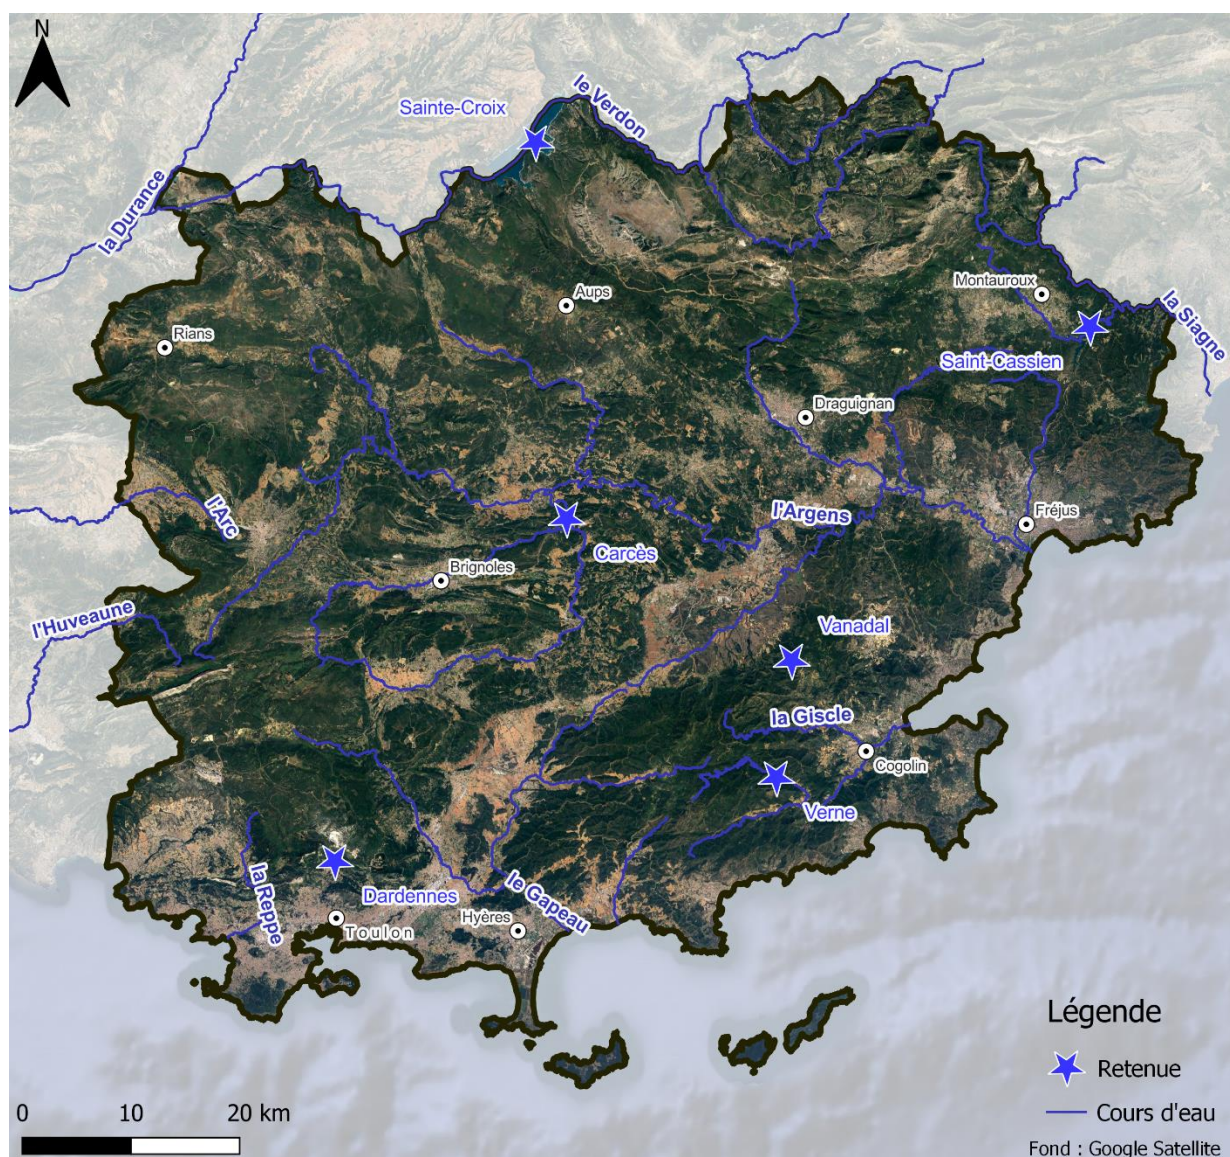 N
Sainte-Croix
le Verdon
la Durance
Montauroux
Aups
la Siagne
Rians
Saint-Cassien
Draguignan
l'Arc
l'Argens
Fréjus
Carcès
Brignoles
l'Huveaune
Vanadal
la Giscle
Cogolin
Verne
la Reppe
Dardennes
le Gapeau
Hyères
Toulon
Légende
Retenue
Cours d'eau
0 10 20 km
Fond : Google Satellite